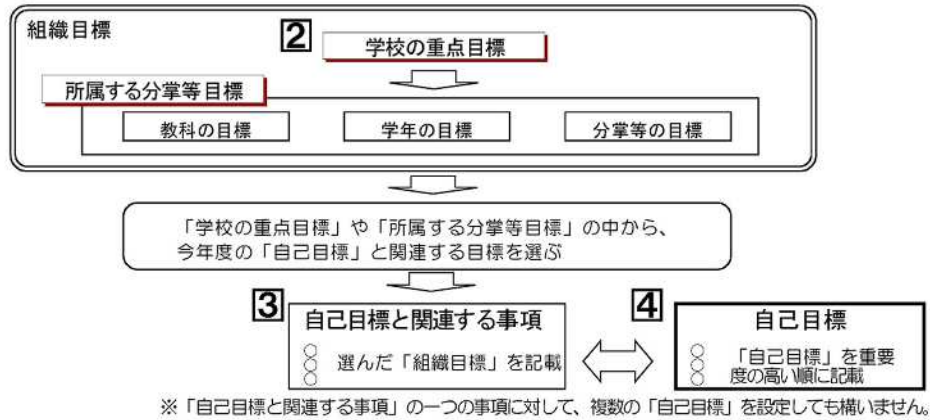 組織目標
2
学校の重点目標
所属する分掌等目標
教科の目標
学年の目標
分掌等の目標
「学校の重点目標」や「所属する分掌等目標」の中から、
今年度の「自己目標」と関連する目標を選ぶ
3
自己目標と関連する事項
○
○ 選んだ「組織目標」を記載
○
4
自己目標
○ 「自己目標」を重要
○ 度の高い順に記載
○
※「自己目標と関連する事項」の一つの事項に対して、複数の「自己目標」を設定しても構いません。